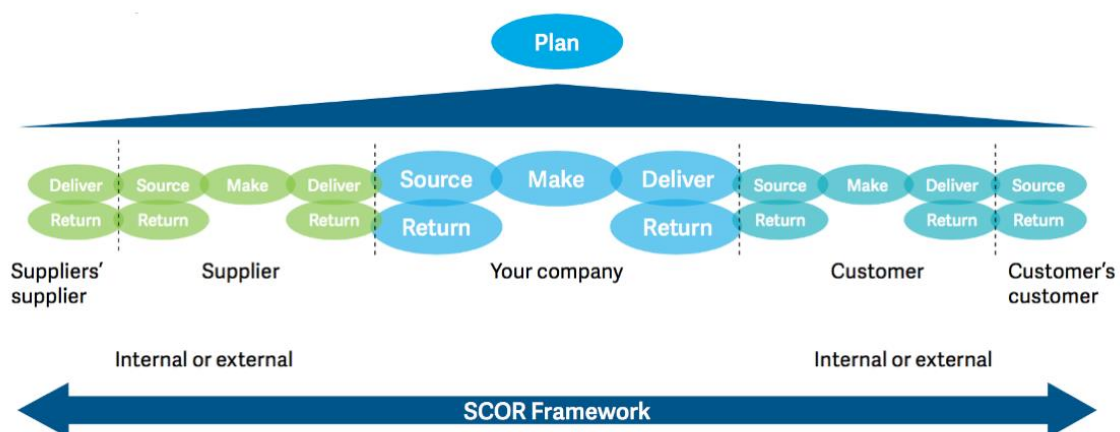 Plan
Deliver Source Make Deliver Source Make Deliver Source Make Deliver Source
Return Return Return Return Return Return Return Return
Suppliers' supplier Supplier Your company Customer Customer's customer
Internal or external Internal or external
SCOR Framework